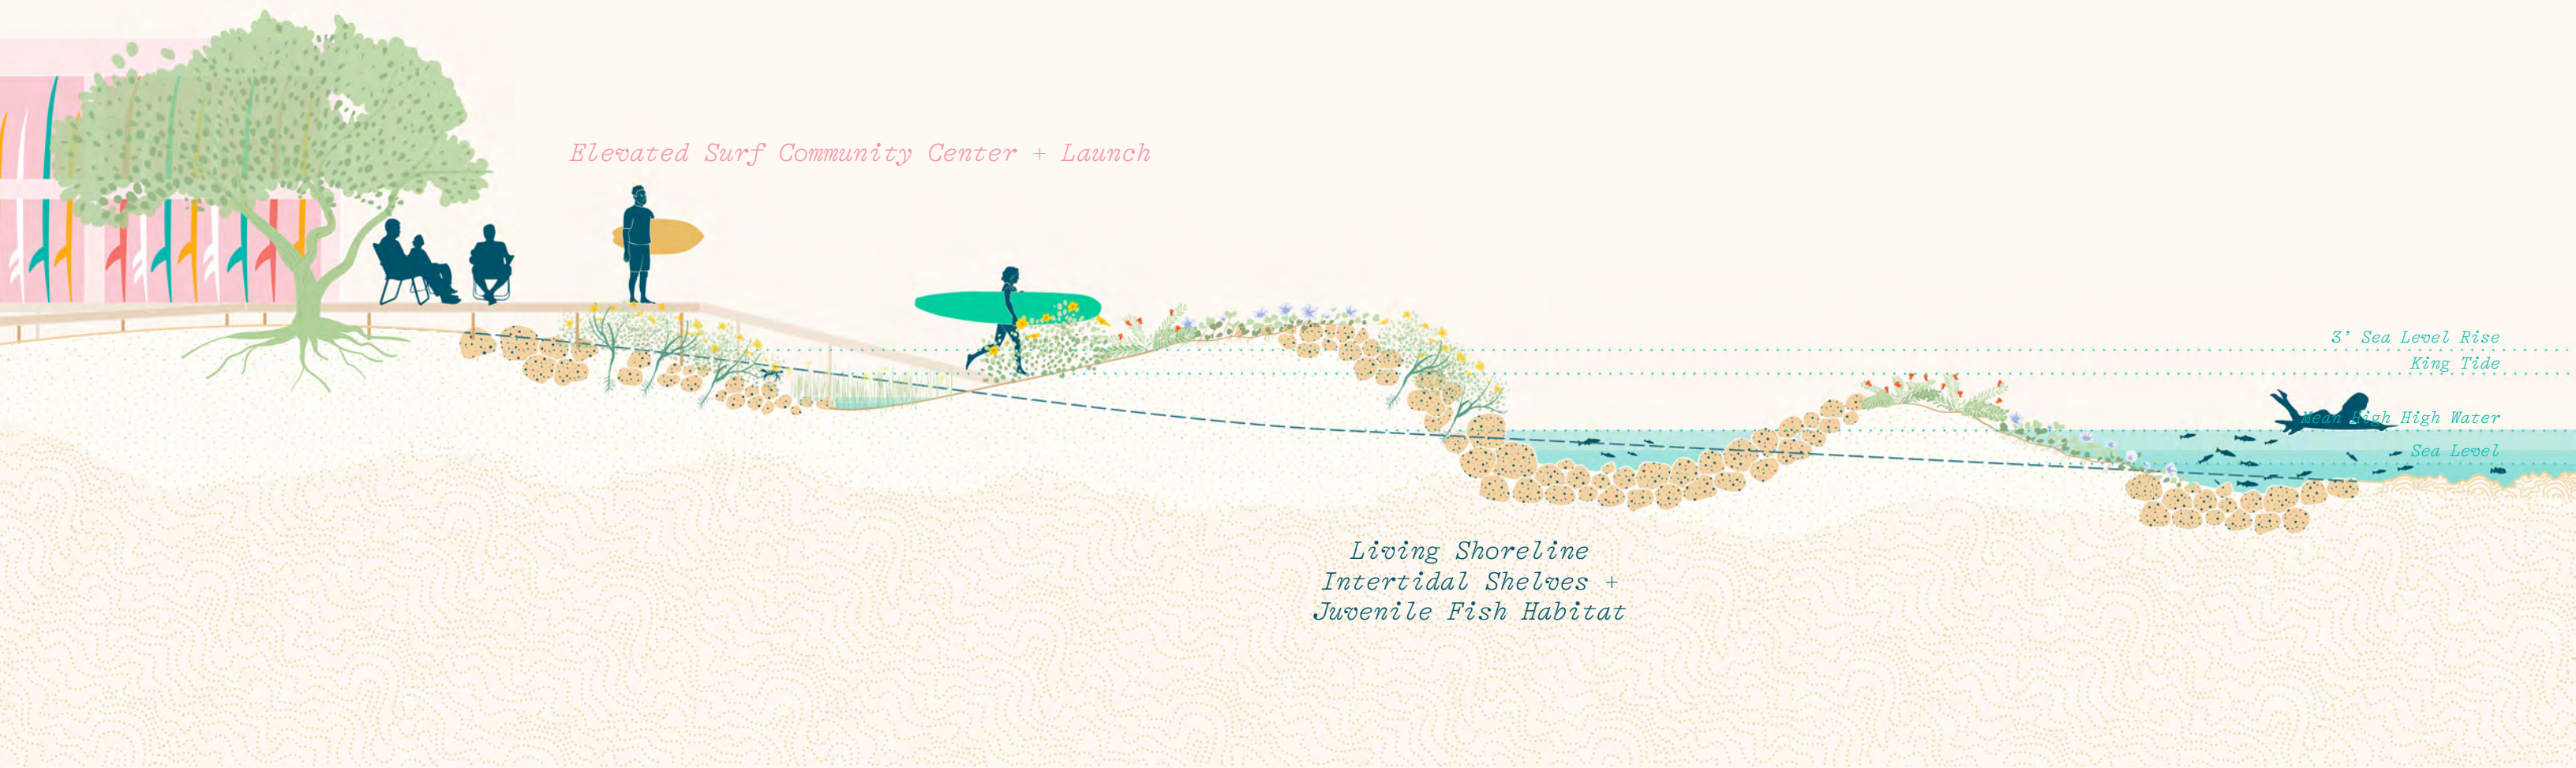 Elevated Surf Community Center + Launch
3' Sea Level Rise
King Tide
Mean High High Water
Sea Level
Living Shoreline
Intertidal Shelves +
Juvenile Fish Habitat